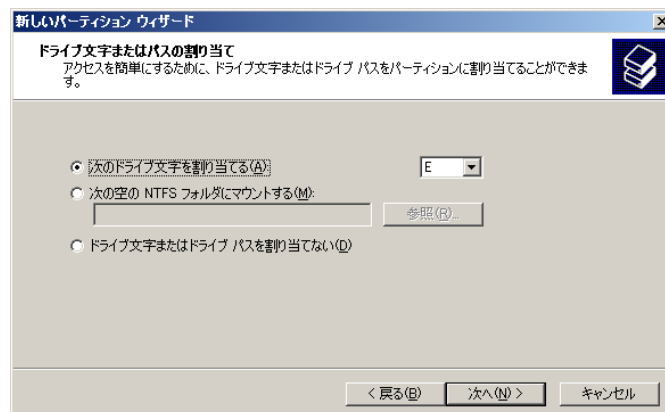 新しいパーティション ウィザード
ドライブ文字またはパスの割り当て
アクセスを簡単にするために、ドライブ文字またはドライブ パスをパーティションに割り当てることができま
す。
次のドライブ文字を割り当てる(A):
E
次の空の NTFS フォルダにマウントする(M):
参照(R)...
ドライブ文字またはドライブ パスを割り当てない(D)
< 戻る(B)
次へ(N) >
キャンセル